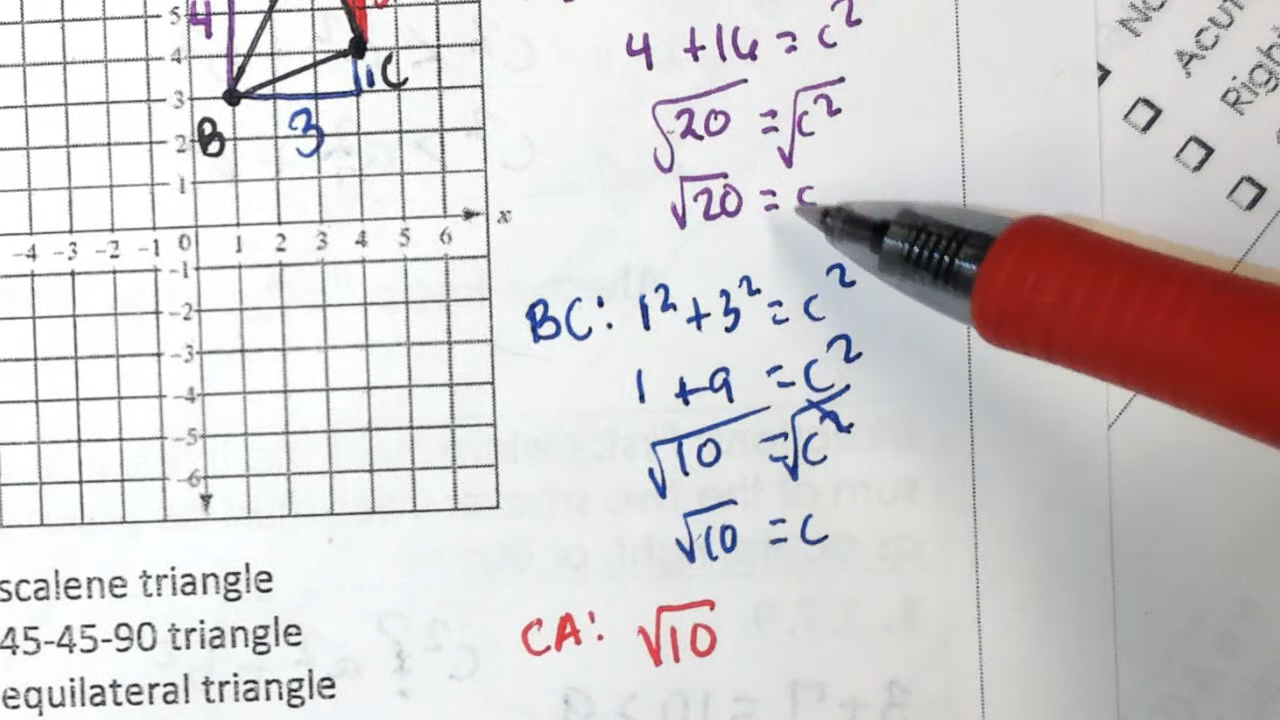 5
4
4
1
C
3
B
3
2
1
x
-4 -3 -2 -1 0 1 2 3 4 5 6
-1
-2
-3
-4
-5
-6
4 + 16 = c²
√20 = √c²
√20 = c
BC: 1² + 3² = c²
1 + 9 = c²
√10 = √c²
√10 = c
CA: √10
scalene triangle
45-45-90 triangle
equilateral triangle
Right